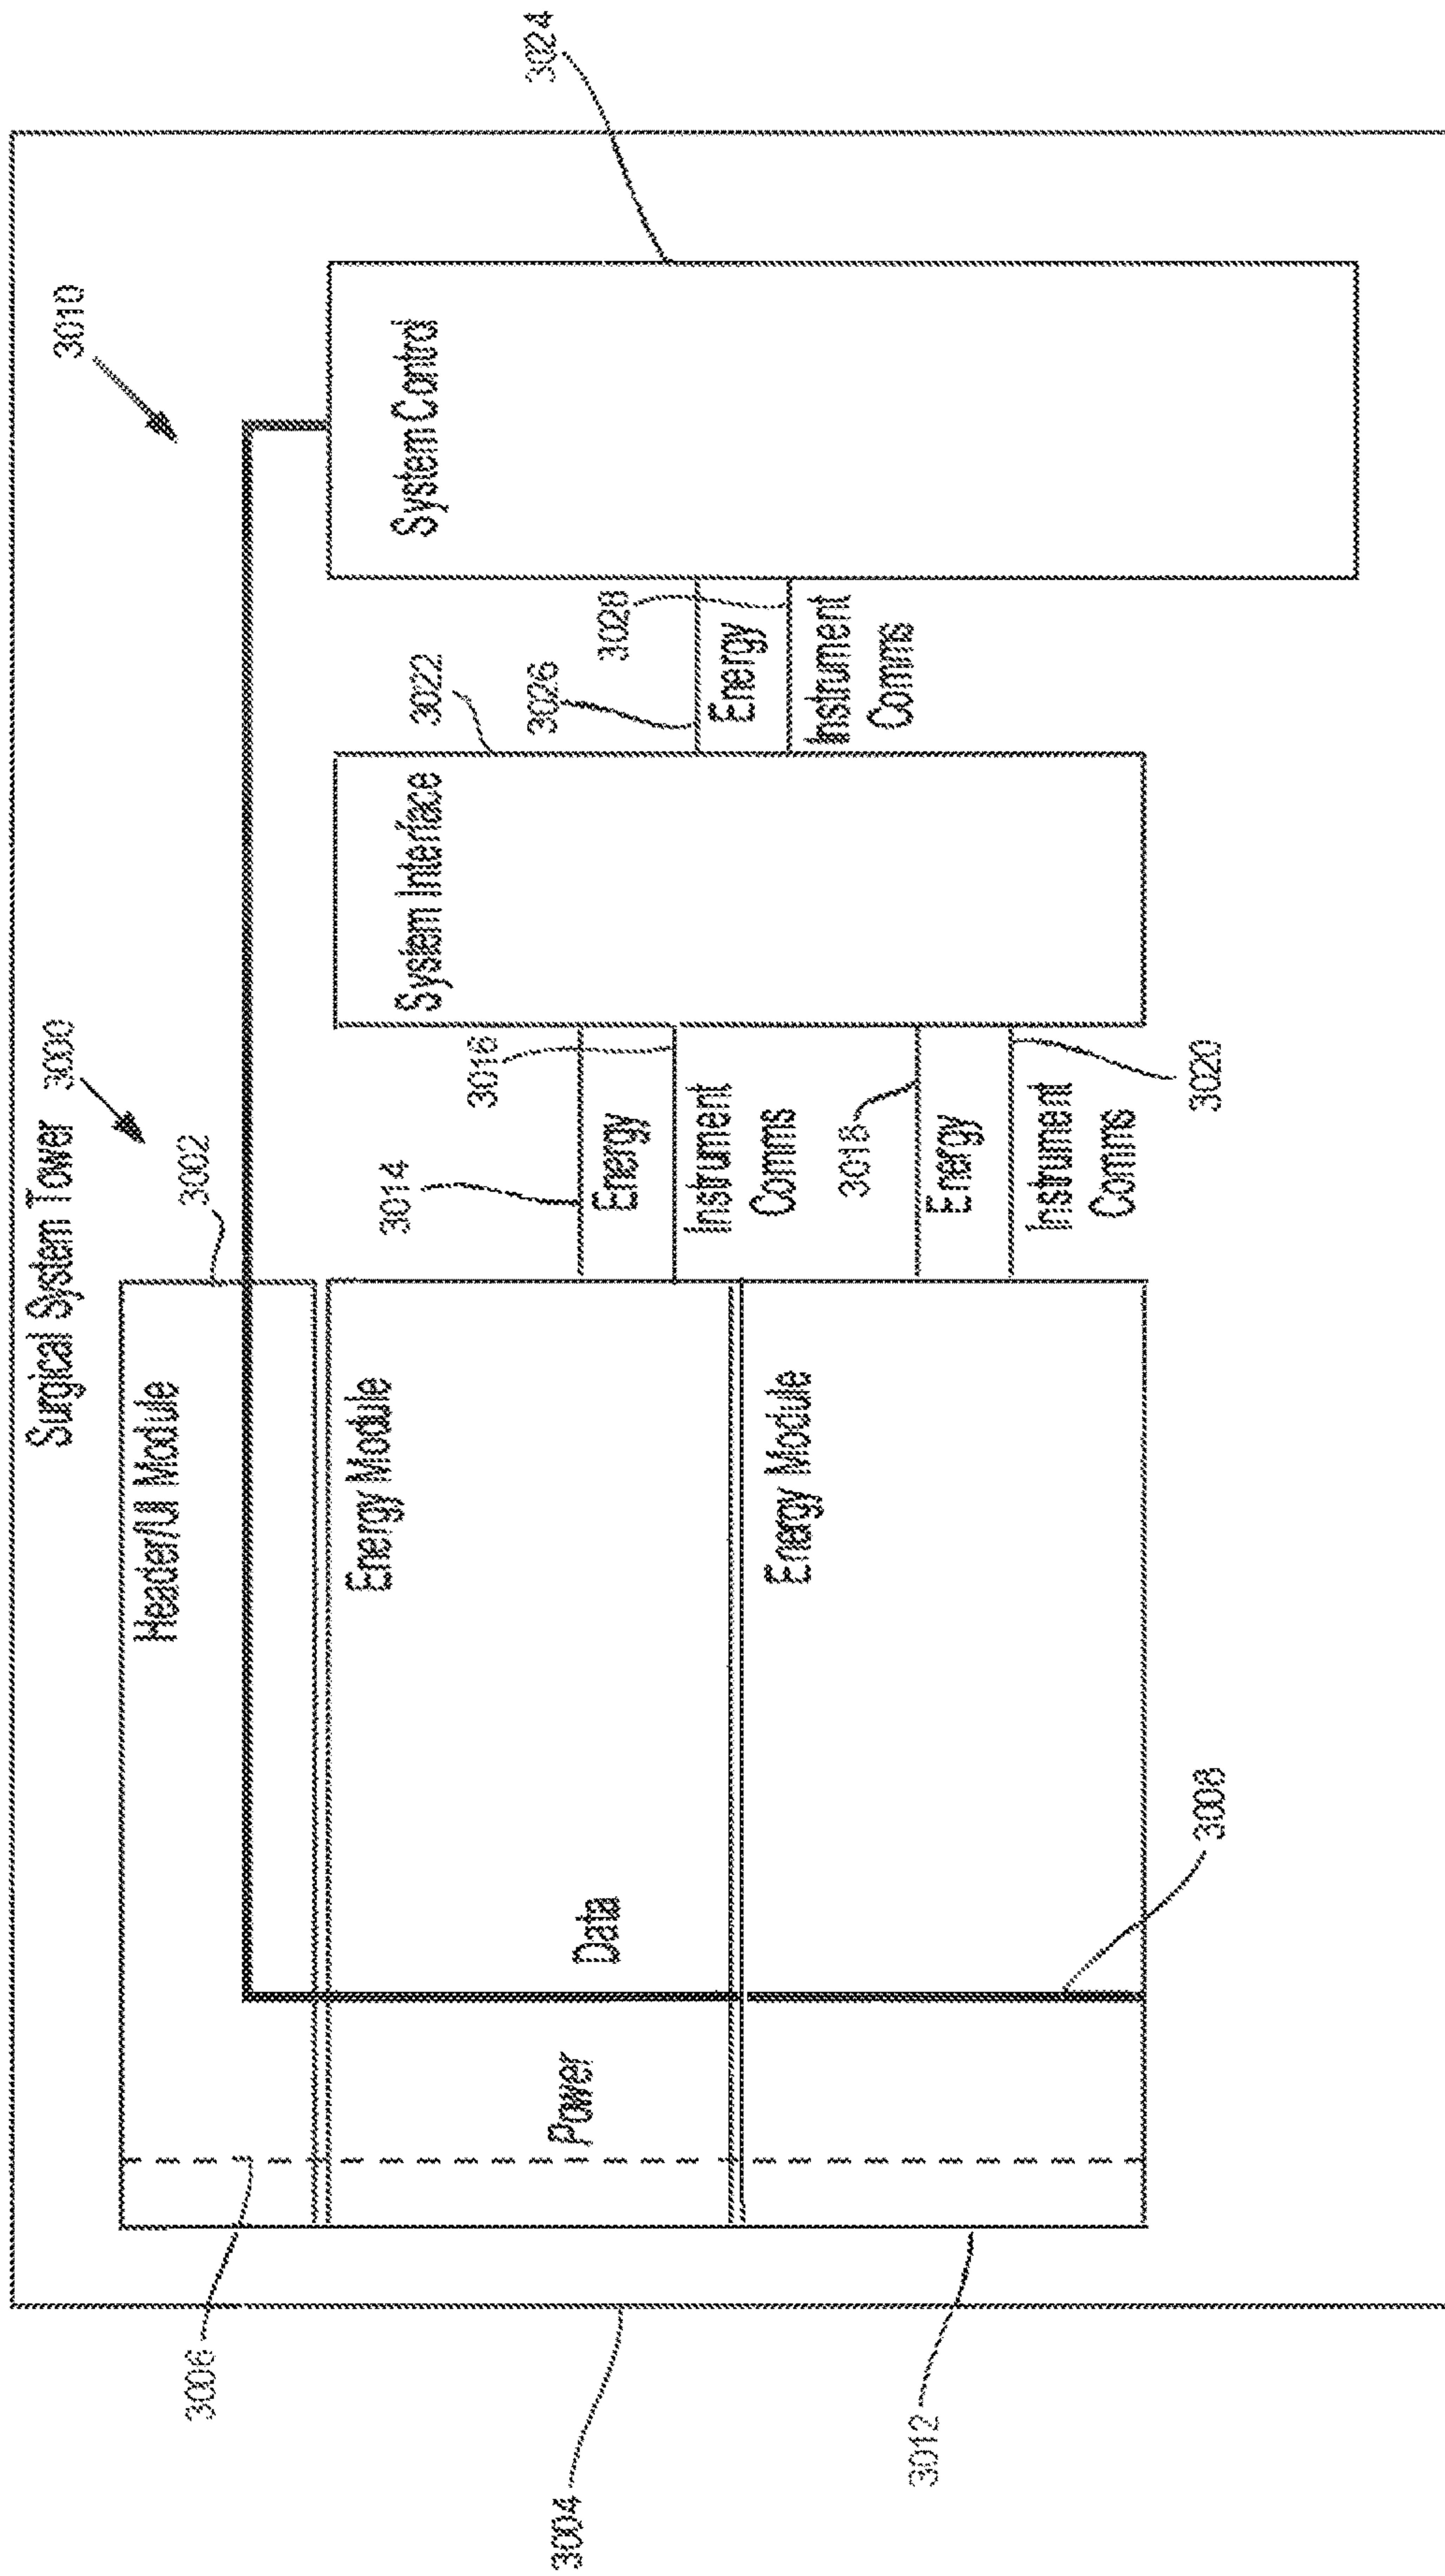 Surgical System Tower 3000
3010
Header/UI Module
3002
3006
Energy Module
System Interface
System Control
3014
3022
3016
3026
3024
3004
Power
Data
Energy
3028
Instrument
Comms
Energy
Instrument
Comms
Energy Module
3018
Energy
Instrument
Comms
3012
3008
3020